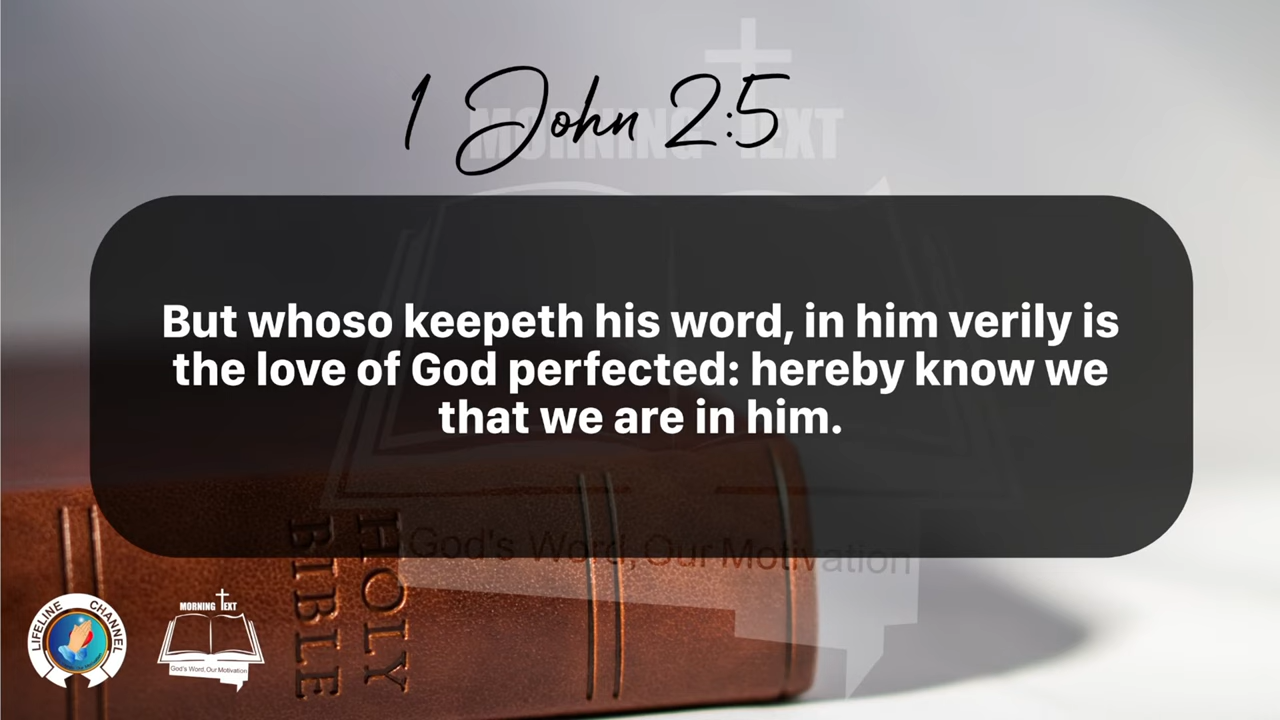 1 John 2:5
MORNING TEXT
But whoso keepeth his word, in him verily is
the love of God perfected: hereby know we
that we are in him.
God's Word, Our Motivation
HOLY
BIBLE
LIFELINE CHANNEL
MORNING TEXT
God's Word, Our Motivation